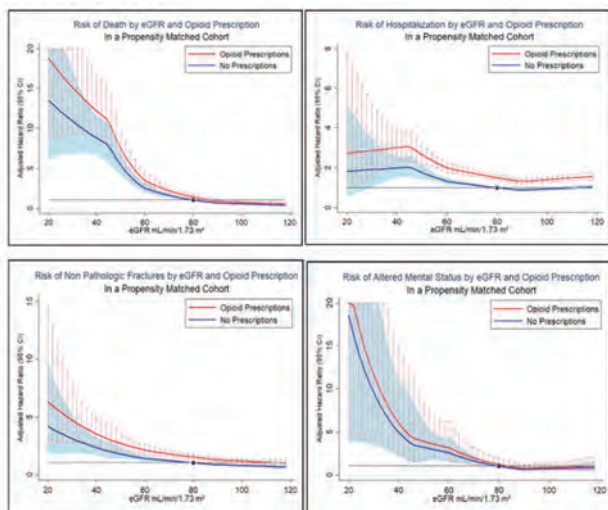 Risk of Death by eGFR and Opioid Prescription
In a Propensity Matched Cohort
Opioid Prescriptions
No Prescriptions
Adjusted Hazard Ratio (95% CI)
20
15
10
5
20 40 60 80 100 120
eGFR mL/min/1.73 m²
Risk of Hospitalization by eGFR and Opioid Prescription
In a Propensity Matched Cohort
Opioid Prescriptions
No Prescriptions
Adjusted Hazard Ratio (95% CI)
8
6
4
2
0
20 40 60 80 100 120
eGFR mL/min/1.73 m²
Risk of Non Pathologic Fractures by eGFR and Opioid Prescription
In a Propensity Matched Cohort
Opioid Prescriptions
No Prescriptions
Adjusted Hazard Ratio (95% CI)
15
10
5
0
20 40 60 80 100 120
eGFR mL/min/1.73 m²
Risk of Altered Mental Status by eGFR and Opioid Prescription
In a Propensity Matched Cohort
Opioid Prescriptions
No Prescriptions
Adjusted Hazard Ratio (95% CI)
20
15
10
5
0
20 40 60 80 100 120
eGFR mL/min/1.73 m²